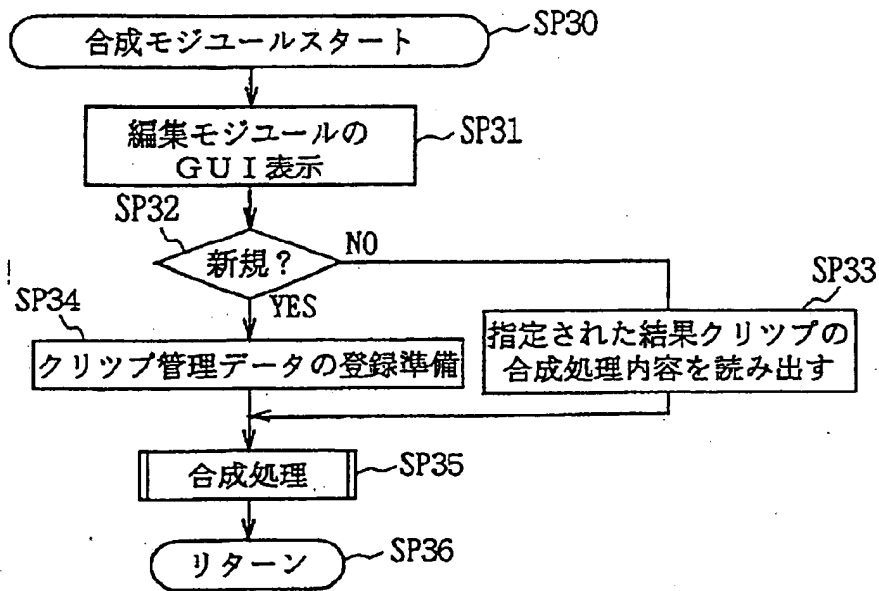 合成モジユールスタート
SP30
編集モジユールの
GUI表示
SP31
SP32
新規?
NO
YES
SP33
指定された結果クリツプの
合成処理内容を読み出す
SP34
クリツプ管理データの登録準備
合成処理
SP35
リターン
SP36